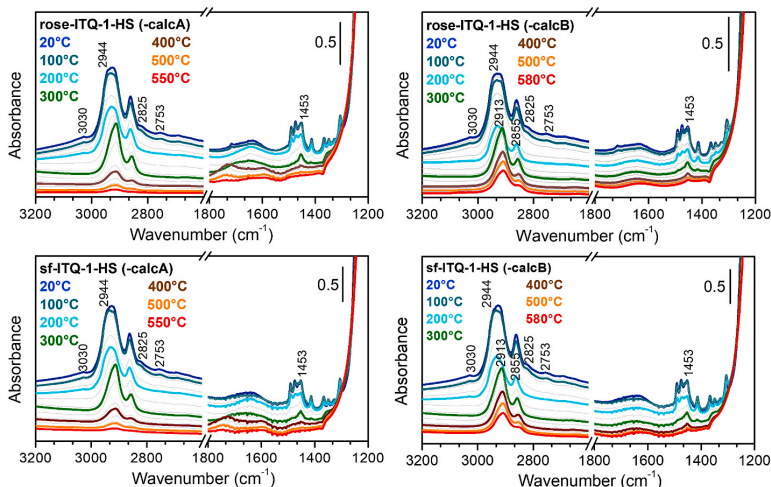 rose-ITQ-1-HS (-calcA)
20°C 400°C
100°C 500°C
200°C 550°C
300°C
0.5
2944
3030
2825
2753
1453
Absorbance
3200 3000 2800 1800 1600 1400 1200
Wavenumber (cm-1)
rose-ITQ-1-HS (-calcB)
20°C 400°C
100°C 500°C
200°C 580°C
300°C
0.5
2944
3030
2913
2855
2825
2753
1453
Absorbance
3200 3000 2800 1800 1600 1400 1200
Wavenumber (cm-1)
sf-ITQ-1-HS (-calcA)
20°C 400°C
100°C 500°C
200°C 550°C
300°C
0.5
2944
3030
2825
2753
1453
Absorbance
3200 3000 2800 1800 1600 1400 1200
Wavenumber (cm-1)
sf-ITQ-1-HS (-calcB)
20°C 400°C
100°C 500°C
200°C 580°C
300°C
0.5
2944
3030
2913
2855
2825
2753
1453
Absorbance
3200 3000 2800 1800 1600 1400 1200
Wavenumber (cm-1)